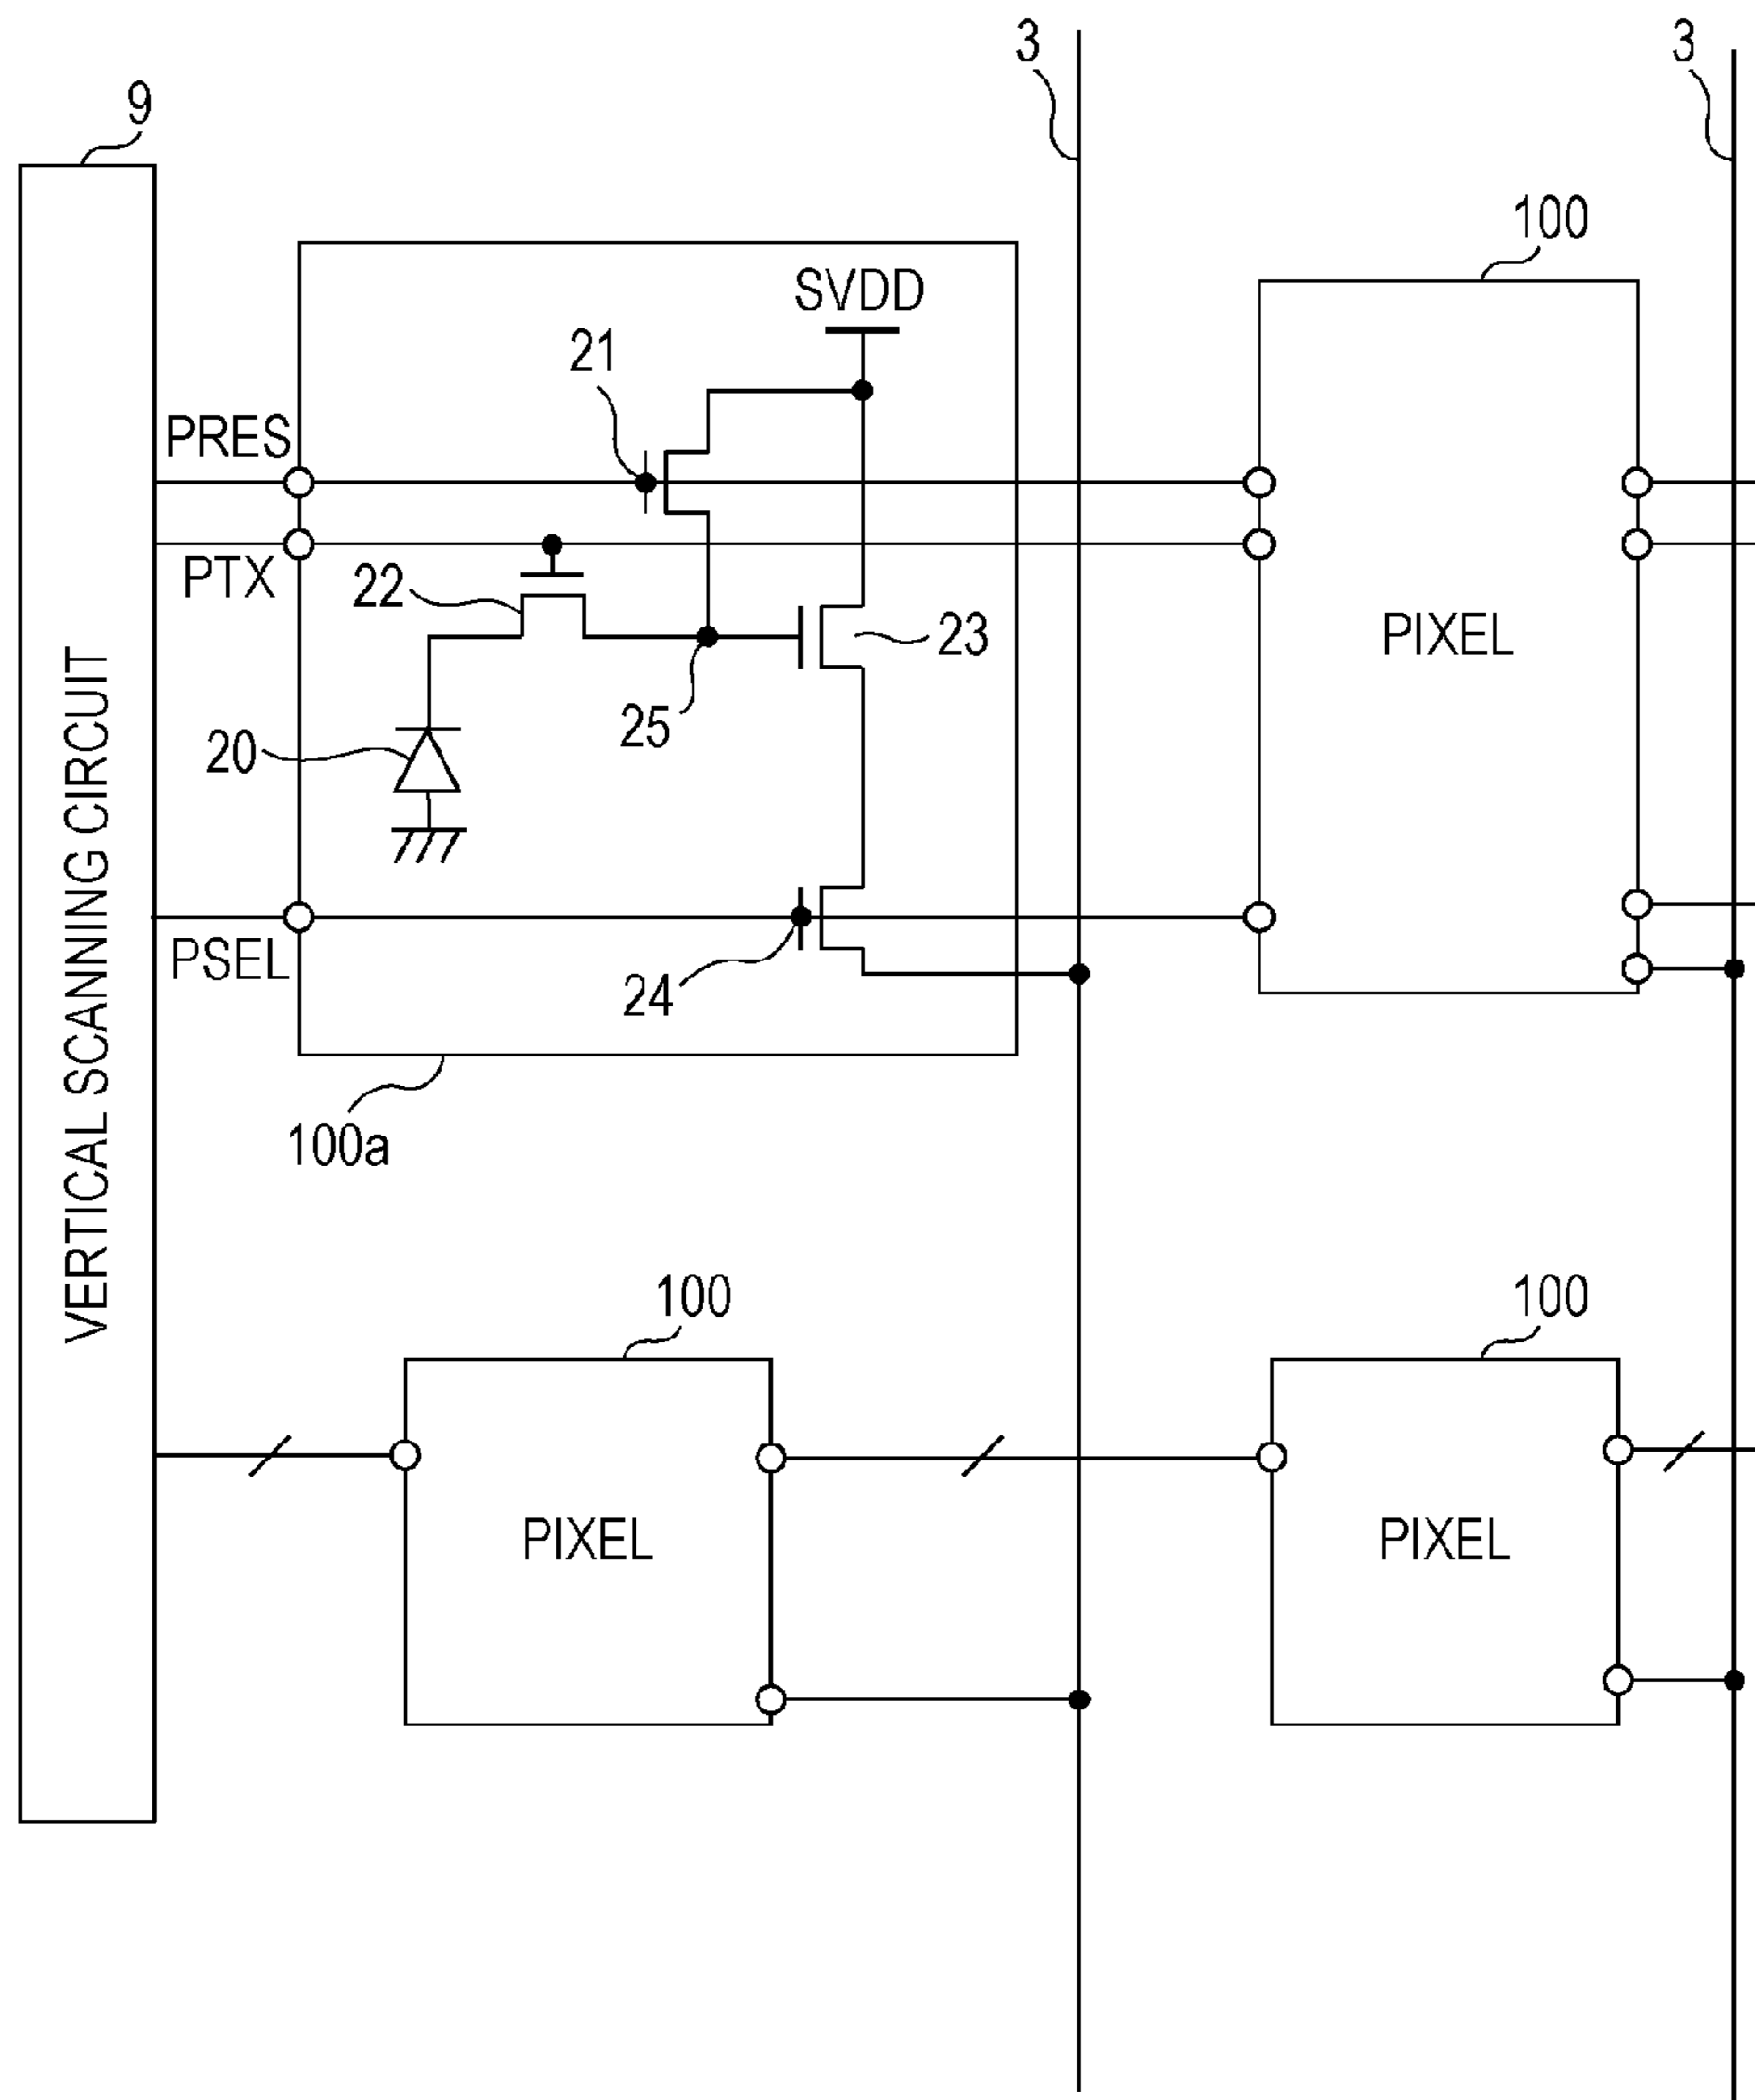 3
3
9
100
SVDD
21
PRES
PTX
22
23
PIXEL
25
20
PSEL
24
VERTICAL SCANNING CIRCUIT
100a
100
100
PIXEL
PIXEL